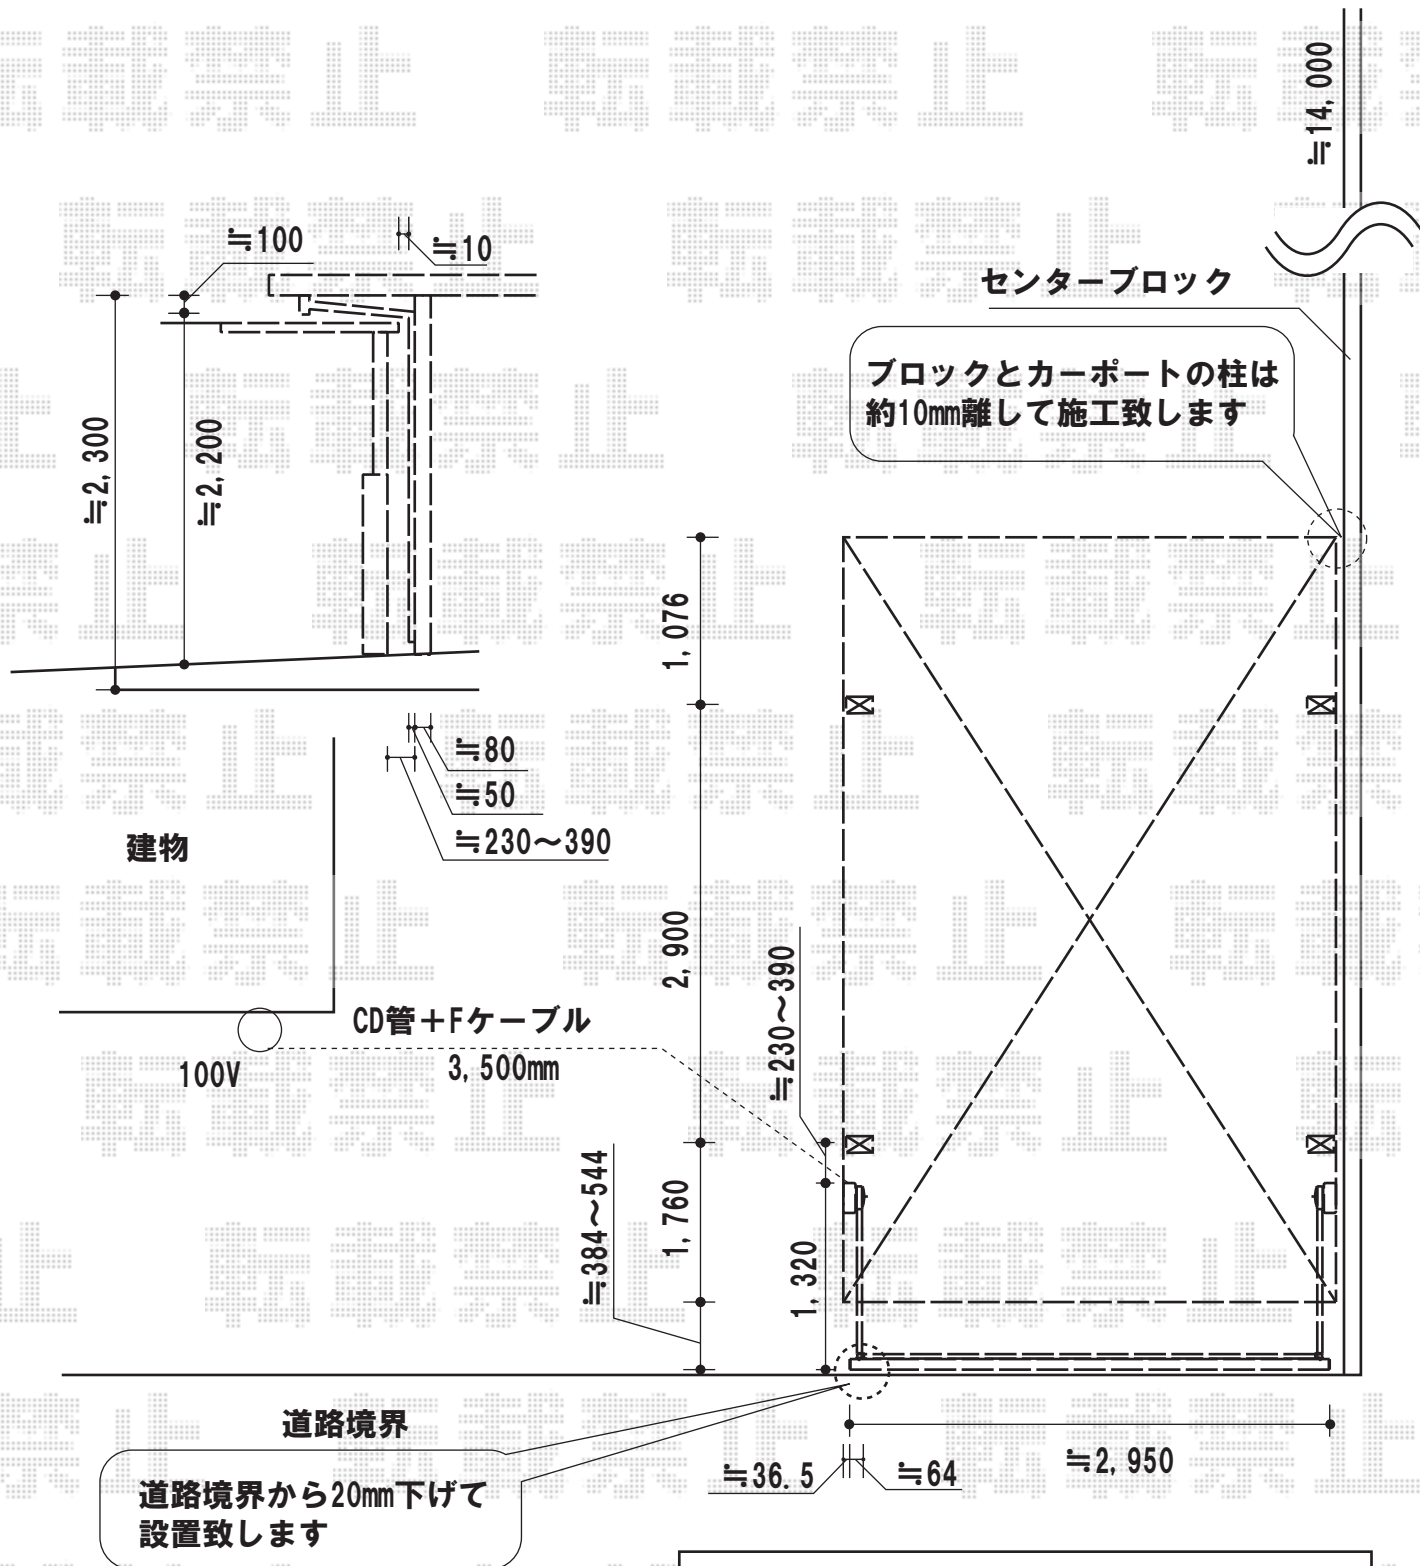 ≒14,000
≒100
≒10
センターブロック
ブロックとカーポートの柱は
約10mm離して施工致します
≒2,300
≒2,200
1,076
≒80
≒50
≒230〜390
建物
2,900
≒230〜390
CD管＋Fケーブル
3,500mm
100V
≒384〜544
1,760
1,320
道路境界
道路境界から20mm下げて
設置致します
≒36.5
≒64
≒2,950
転載禁止